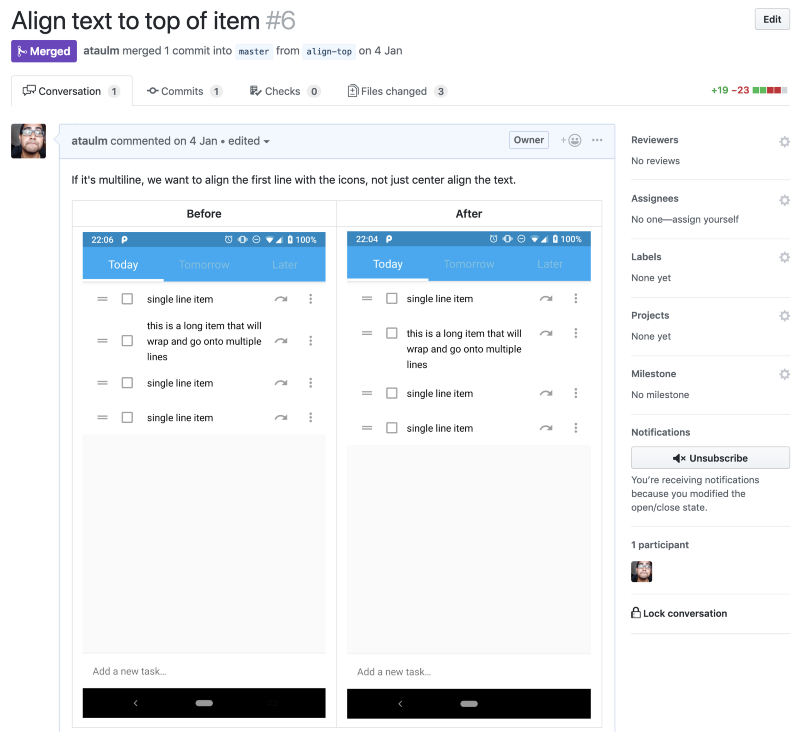 Align text to top of item #6
Edit
Merged ataulm merged 1 commit into master from align-top on 4 Jan
Conversation 1 Commits 1 Checks 0 Files changed 3
+19 −23
ataulm commented on 4 Jan • edited
Owner
If it's multiline, we want to align the first line with the icons, not just center align the text.
Before
After
22:06 100%
Today Tomorrow Later
single line item
this is a long item that will
wrap and go onto multiple
lines
single line item
single line item
Add a new task...
22:04 100%
Today Tomorrow Later
single line item
this is a long item that will
wrap and go onto multiple
lines
single line item
single line item
Add a new task...
Reviewers
No reviews
Assignees
No one—assign yourself
Labels
None yet
Projects
None yet
Milestone
No milestone
Notifications
Unsubscribe
You're receiving notifications
because you modified the
open/close state.
1 participant
Lock conversation